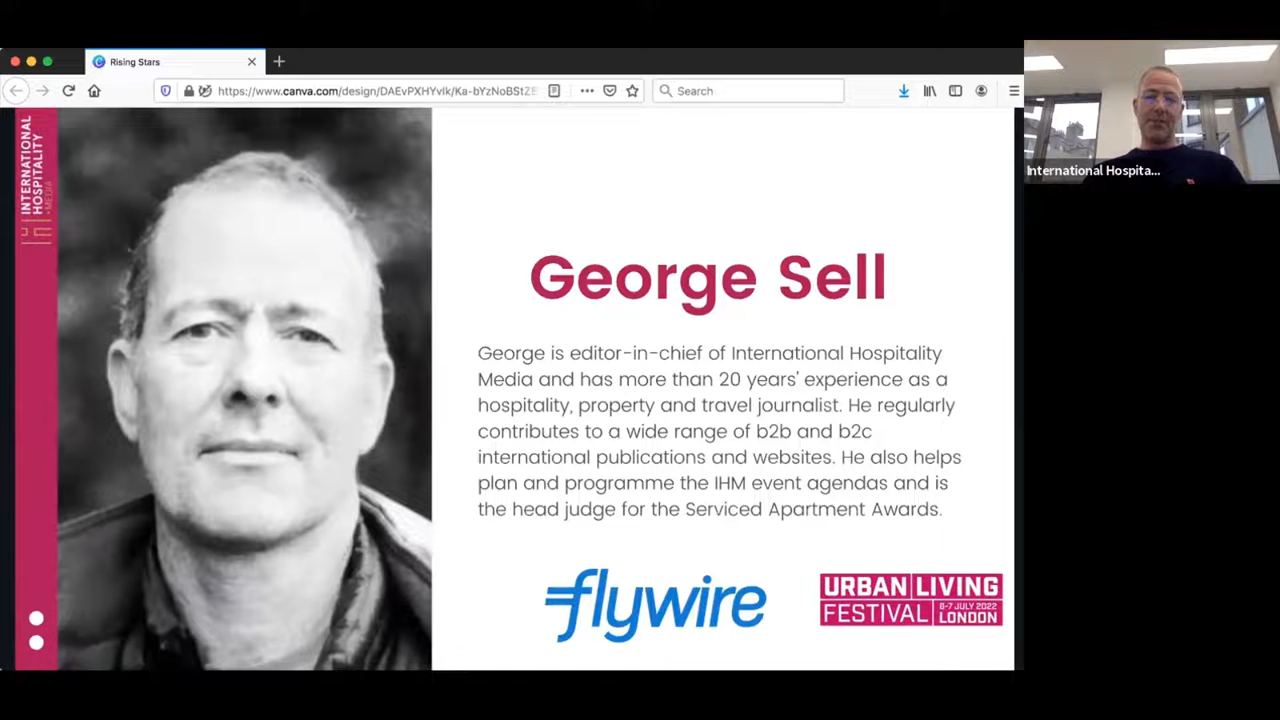 Rising Stars
https://www.canva.com/design/DAEvPXHYvlk/Ka-bYzNoBStZ
Search
INTERNATIONAL
HOSPITALITY
MEDIA
George Sell
George is editor-in-chief of International Hospitality
Media and has more than 20 years' experience as a
hospitality, property and travel journalist. He regularly
contributes to a wide range of b2b and b2c
international publications and websites. He also helps
plan and programme the IHM event agendas and is
the head judge for the Serviced Apartment Awards.
flywire
URBAN LIVING
FESTIVAL
6-7 JULY 2022
LONDON
International Hospita...